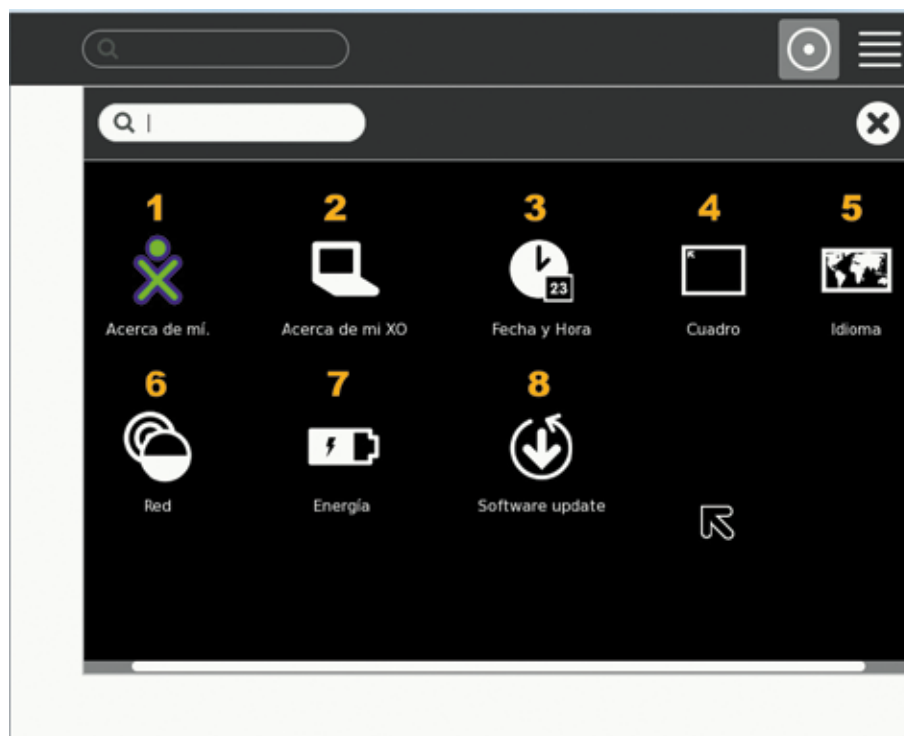 1 2 3 4 5
Acerca de mí. Acerca de mi XO Fecha y Hora Cuadro Idioma
23
6 7 8
Red Energía Software update